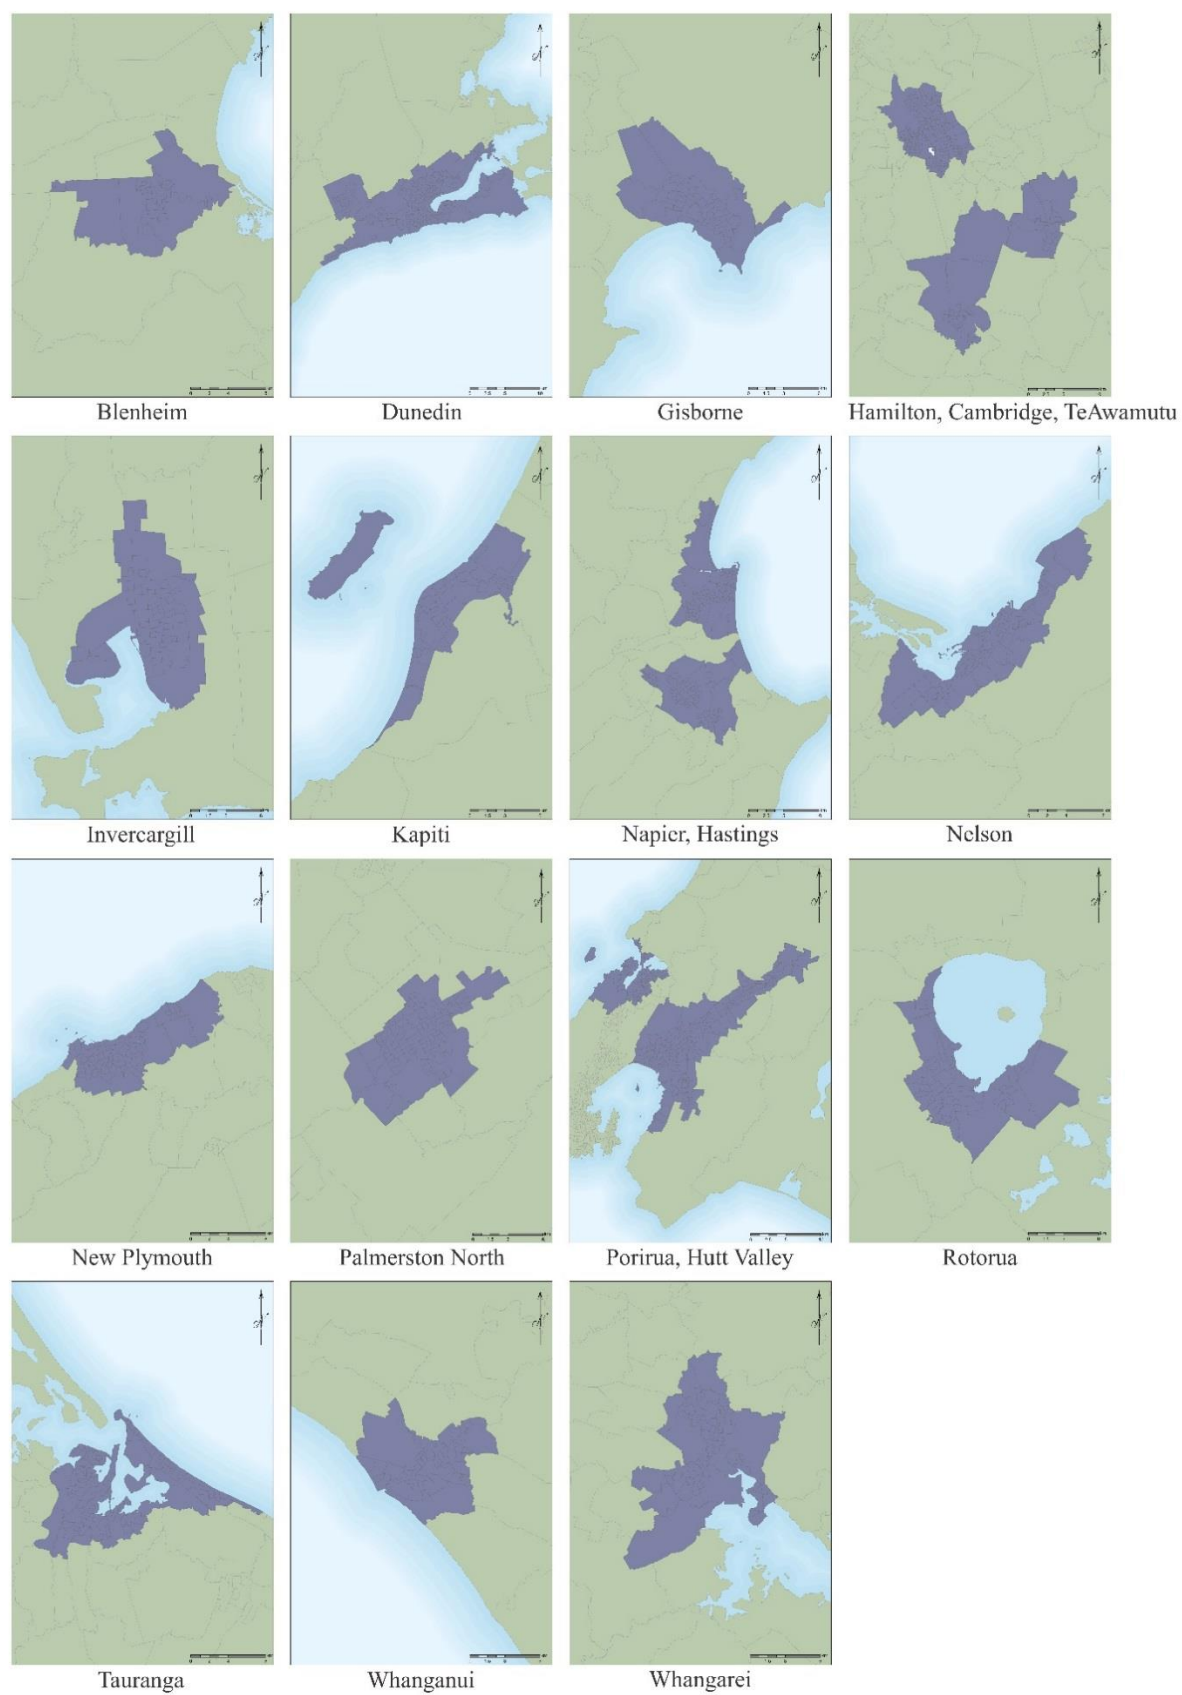 Blenheim
Dunedin
Gisborne
Hamilton, Cambridge, TeAwamutu
Invercargill
Kapiti
Napier, Hastings
Nelson
New Plymouth
Palmerston North
Porirua, Hutt Valley
Rotorua
Tauranga
Whanganui
Whangarei